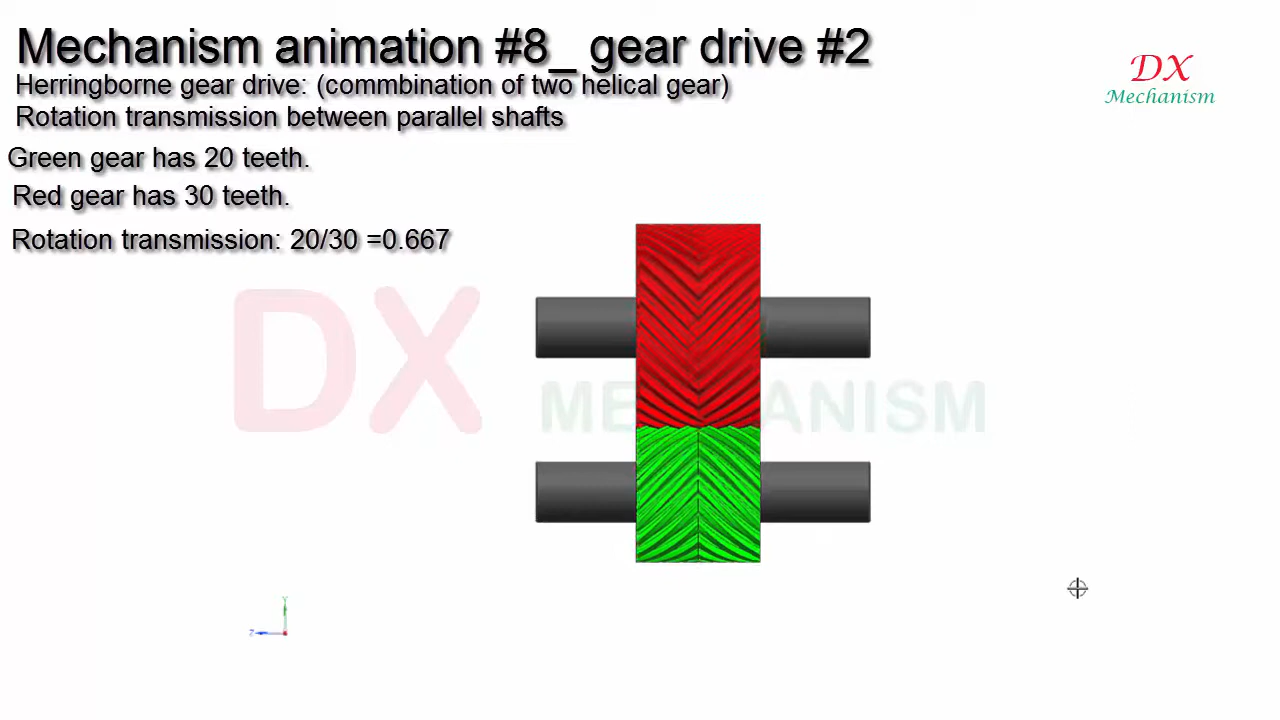 Mechanism animation #8_ gear drive #2
Herringborne gear drive: (commbination of two helical gear)
Rotation transmission between parallel shafts
Green gear has 20 teeth.
Red gear has 30 teeth.
Rotation transmission: 20/30 =0.667
DX
Mechanism
DX
Y
Z